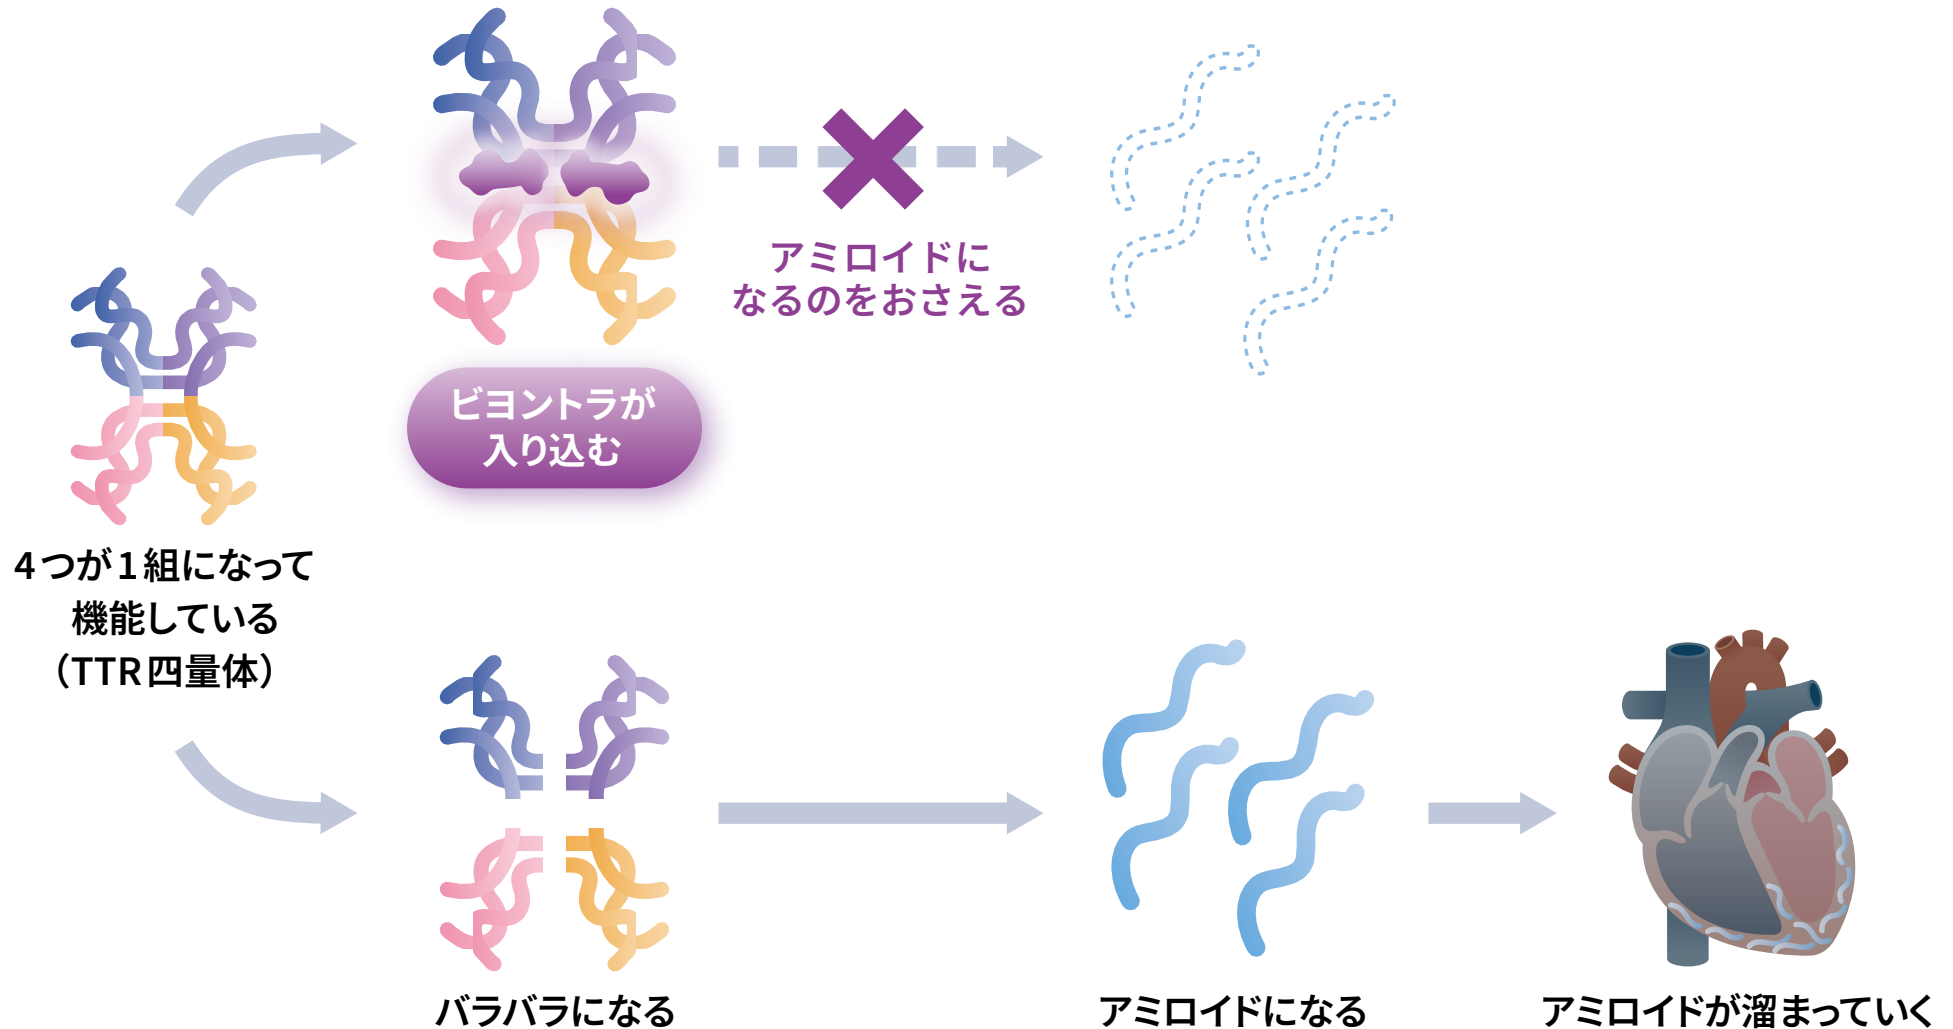 アミロイドに
なるのをおさえる
ビヨントラが
入り込む
4つが1組になって
機能している
（TTR四量体）
バラバラになる
アミロイドになる
アミロイドが溜まっていく